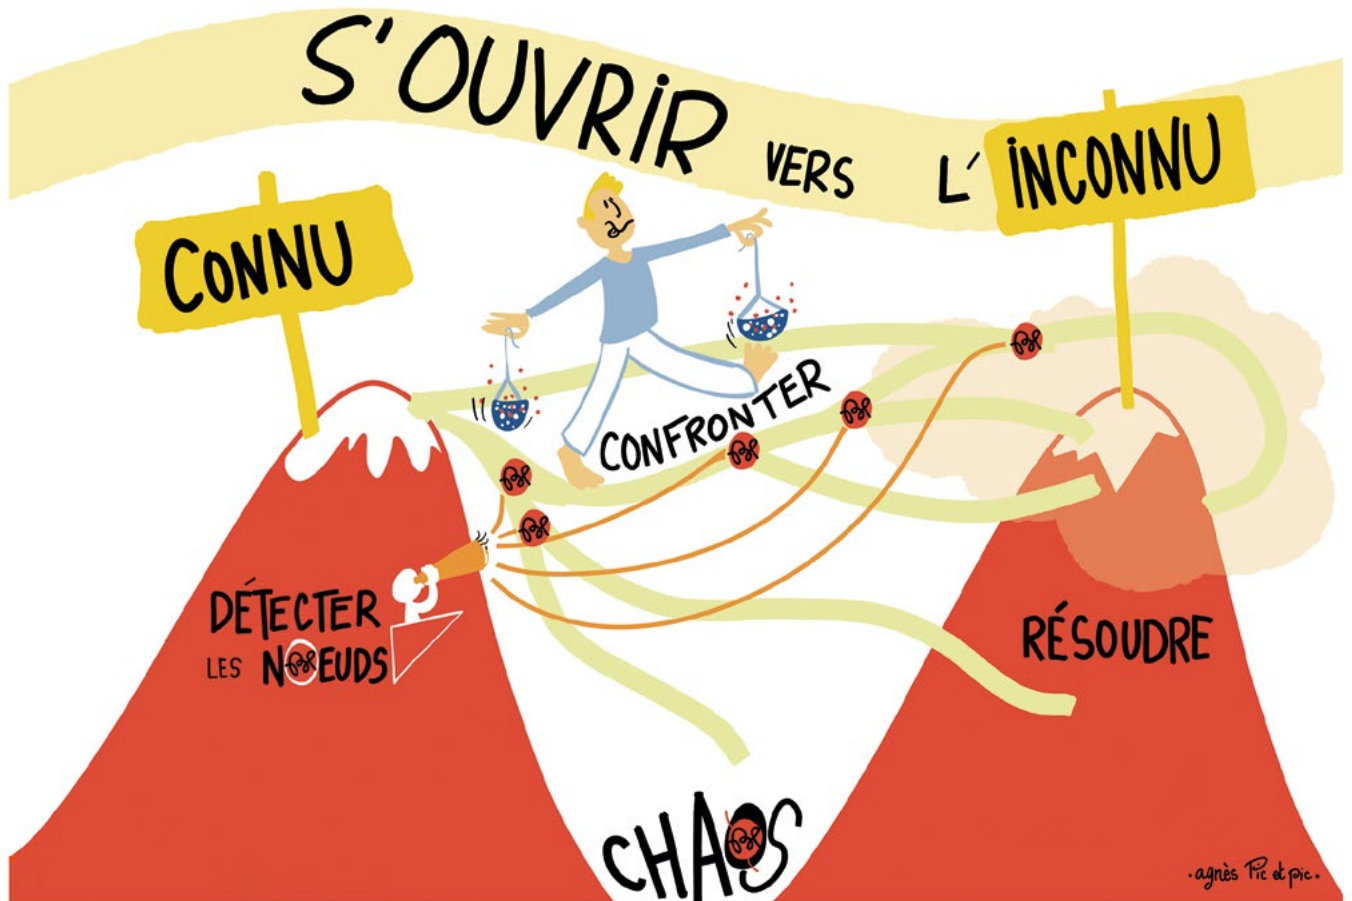 S'OUVRIR VERS L'INCONNU
CONNU
CONFRONTER
DÉTECTER
LES NOEUDS
RÉSOUDRE
CHAOS
.agnès Pic et pic.